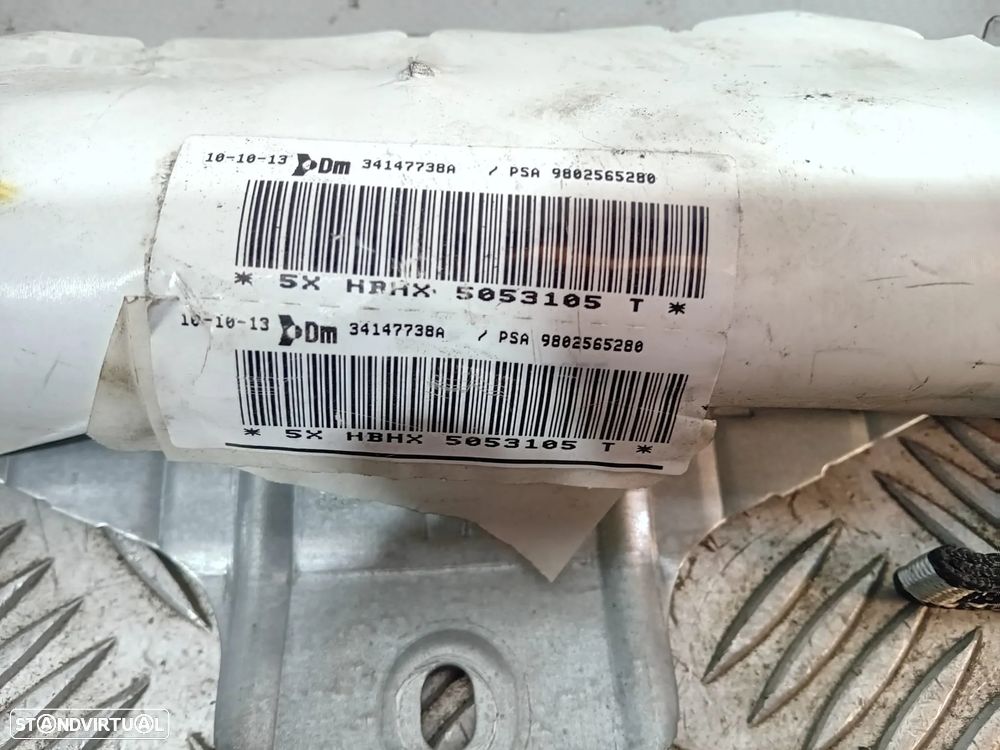 10-10-13 Dm 34147738A / PSA 9802565280
* 5X HBHX 5053105 T *
10-10-13 Dm 34147738A / PSA 9802565280
* 5X HBHX 5053105 T *
STANDVIRTUAL